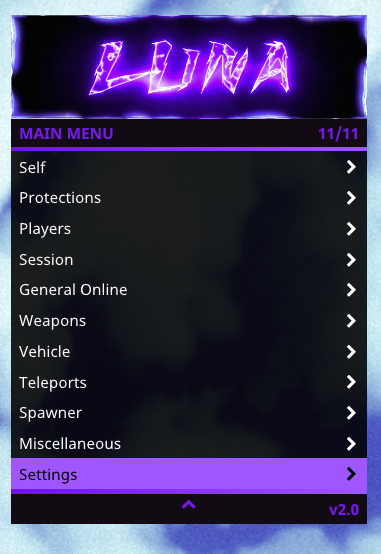 LUNA
MAIN MENU 11/11
Self
Protections
Players
Session
General Online
Weapons
Vehicle
Teleports
Spawner
Miscellaneous
Settings
v2.0